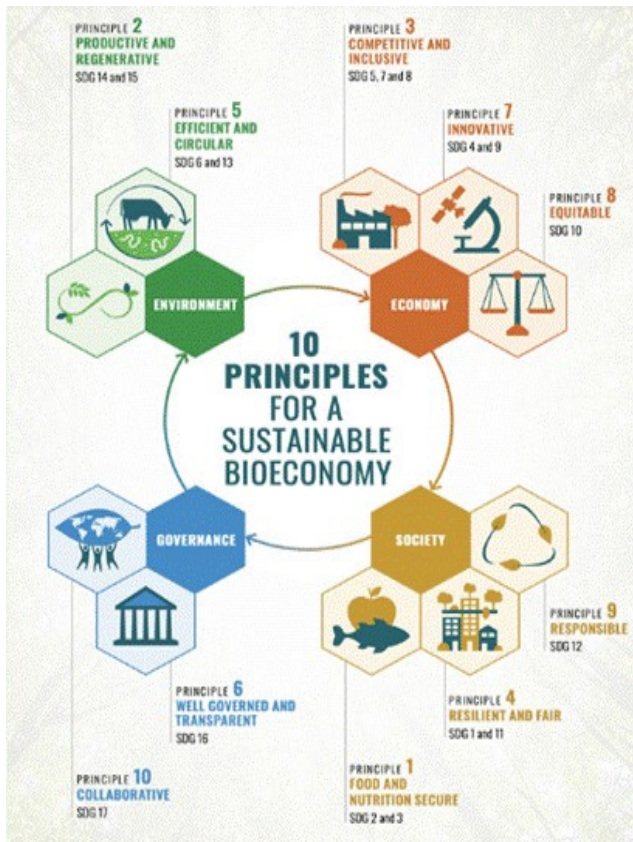 PRINCIPLE 2
PRODUCTIVE AND
REGENERATIVE
SDG 14 and 15
PRINCIPLE 3
COMPETITIVE AND
INCLUSIVE
SDG 5, 7 and 8
PRINCIPLE 5
EFFICIENT AND
CIRCULAR
SDG 6 and 13
PRINCIPLE 7
INNOVATIVE
SDG 4 and 9
PRINCIPLE 8
EQUITABLE
SDG 10
ENVIRONMENT
ECONOMY
10
PRINCIPLES
FOR A
SUSTAINABLE
BIOECONOMY
GOVERNANCE
SOCIETY
PRINCIPLE 9
RESPONSIBLE
SDG 12
PRINCIPLE 6
WELL GOVERNED AND
TRANSPARENT
SDG 16
PRINCIPLE 4
RESILIENT AND FAIR
SDG 1 and 11
PRINCIPLE 10
COLLABORATIVE
SDG 17
PRINCIPLE 1
FOOD AND
NUTRITION SECURE
SDG 2 and 3